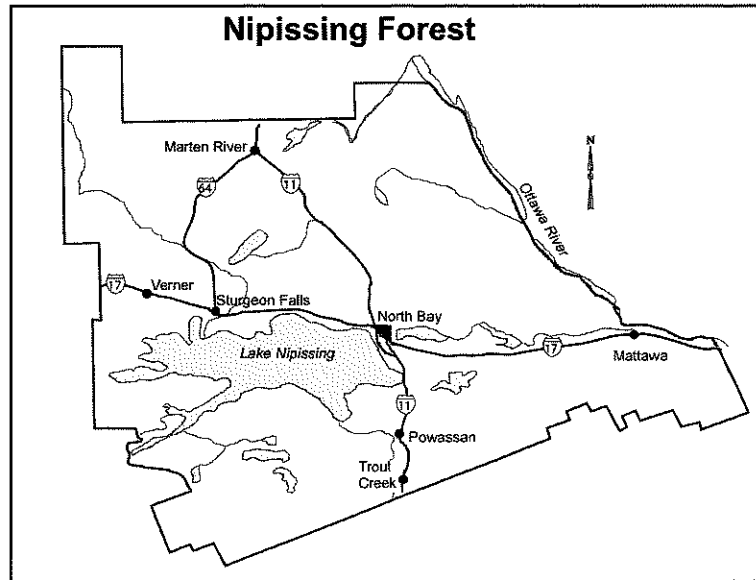 Nipissing Forest
N
Marten River
64
11
Ottawa River
17
Verner
Sturgeon Falls
North Bay
Lake Nipissing
17
Mattawa
11
Powassan
Trout
Creek